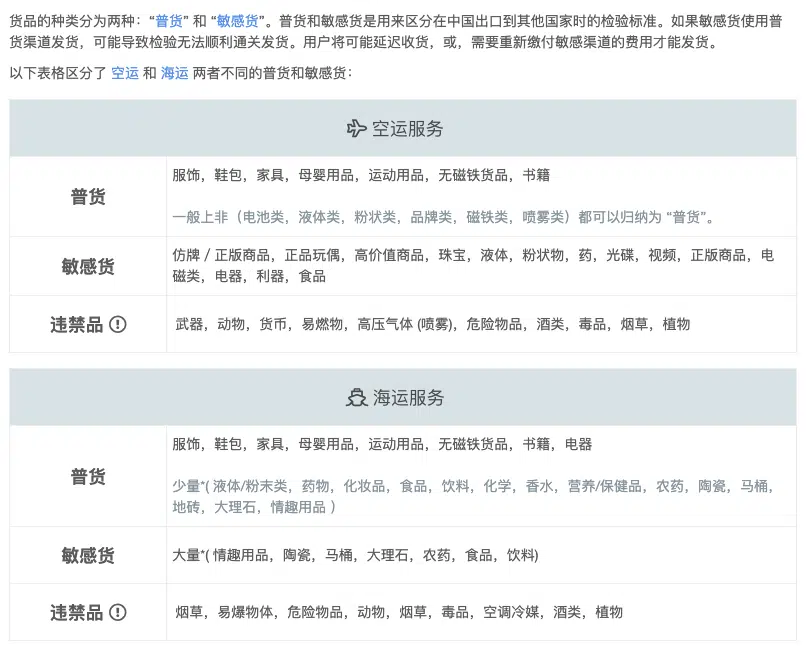 货品的种类分为两种：“普货” 和 “敏感货”。普货和敏感货是用来区分在中国出口到其他国家时的检验标准。如果敏感货使用普
货渠道发货，可能导致检验无法顺利通关发货。用户将可能延迟收货，或，需要重新缴付敏感渠道的费用才能发货。
以下表格区分了 空运 和 海运 两者不同的普货和敏感货：
空运服务
普货
服饰，鞋包，家具，母婴用品，运动用品，无磁铁货品，书籍
一般上非（电池类，液体类，粉状类，品牌类，磁铁类，喷雾类）都可以归纳为 “普货”。
敏感货
仿牌 / 正版商品，正品玩偶，高价值商品，珠宝，液体，粉状物，药，光碟，视频，正版商品，电
磁类，电器，利器，食品
违禁品
武器，动物，货币，易燃物，高压气体 (喷雾)，危险物品，酒类，毒品，烟草，植物
海运服务
普货
服饰，鞋包，家具，母婴用品，运动用品，无磁铁货品，书籍，电器
少量*( 液体/粉末类，药物，化妆品，食品，饮料，化学，香水，营养/保健品，农药，陶瓷，马桶，
地砖，大理石，情趣用品 )
敏感货
大量*( 情趣用品，陶瓷，马桶，大理石，农药，食品，饮料)
违禁品
烟草，易爆物体，危险物品，动物，烟草，毒品，空调冷媒，酒类，植物